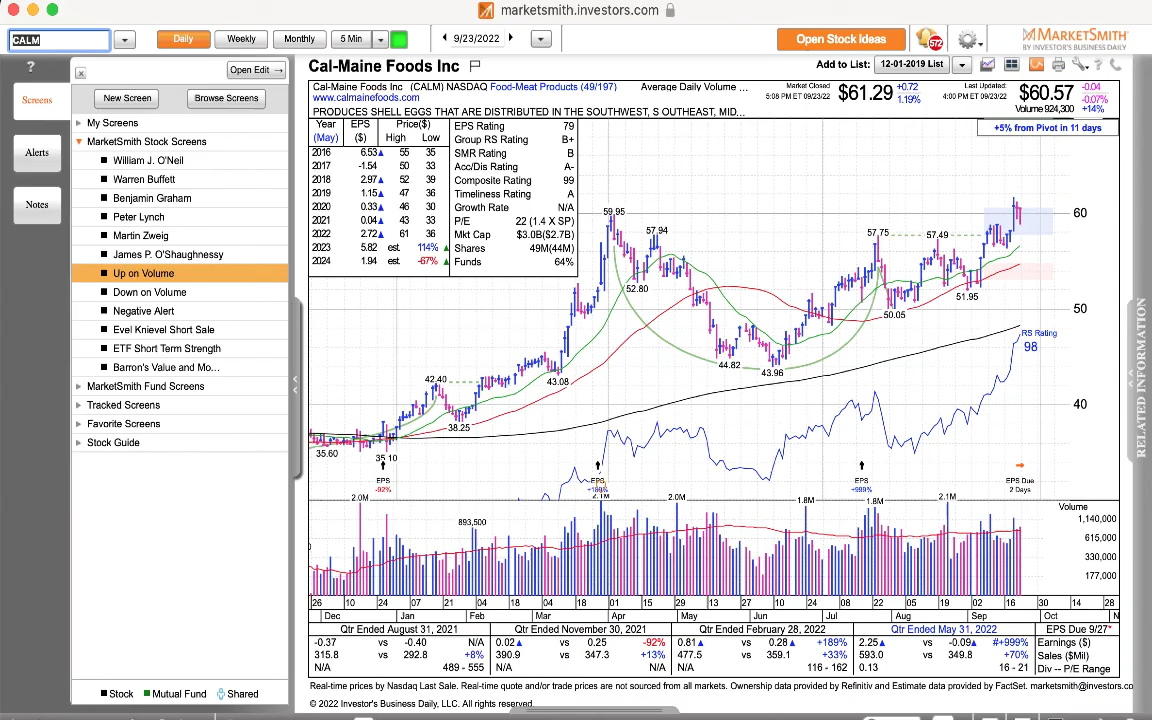 marketsmith.investors.com
CALM
Daily
Weekly
Monthly
5 Min
9/23/2022
Open Stock Ideas
572
MARKETSMITH
BY INVESTOR'S BUSINESS DAILY
?
Screens
Alerts
Notes
x
Open Edit →
New Screen
Browse Screens
My Screens
MarketSmith Stock Screens
William J. O'Neil
Warren Buffett
Benjamin Graham
Peter Lynch
Martin Zweig
James P. O'Shaughnessy
Up on Volume
Down on Volume
Negative Alert
Evel Knievel Short Sale
ETF Short Term Strength
Barron's Value and Mo...
MarketSmith Fund Screens
Tracked Screens
Favorite Screens
Stock Guide
Stock
Mutual Fund
Shared
Cal-Maine Foods Inc
Add to List:
12-01-2019 List
Cal-Maine Foods Inc (CALM) NASDAQ Food-Meat Products (49/197)
Average Daily Volume ...
www.calmainefoods.com
PRODUCES SHELL EGGS THAT ARE DISTRIBUTED IN THE SOUTHWEST, S OUTHEAST, MID...
Market Closed
5:08 PM ET 09/23/22
$61.29
+0.72
1.19%
Last Updated:
4:00 PM ET 09/23/22
$60.57
-0.04
-0.07%
Volume 924,300
+14%
+5% from Pivot in 11 days
Year EPS Price($)
(May) ($) High Low
2016 6.53 55 35
2017 -1.54 50 33
2018 2.97 52 39
2019 1.15 47 36
2020 0.33 46 30
2021 0.04 43 33
2022 2.72 61 36
2023 5.82 est. 114%
2024 1.94 est. -67%
EPS Rating 79
Group RS Rating B+
SMR Rating B
Acc/Dis Rating A-
Composite Rating 99
Timeliness Rating A
Growth Rate N/A
P/E 22 (1.4 X SP)
Mkt Cap $3.0B($2.7B)
Shares 49M(44M)
Funds 64%
59.95
57.94
57.75
57.49
60
52.80
51.95
50.05
50
RS Rating
98
44.82
43.96
42.40
43.08
38.25
40
35.60
35.10
EPS
-92%
EPS
+189%
EPS
+999%
EPS Due
2 Days
2.0M
2.1M
2.0M
1.8M
1.8M
2.1M
Volume
893,500
1,140,000
615,000
330,000
177,000
26 10 24 07 21 04 18 04 18 01 15 29 13 27 10 24 08 22 05 19 02 16 30 14 28
Dec Jan Feb Mar Apr May Jun Jul Aug Sep Oct N
Qtr Ended August 31, 2021
Qtr Ended November 30, 2021
Qtr Ended February 28, 2022
Qtr Ended May 31, 2022
EPS Due 9/27*
-0.37 vs -0.40 N/A 0.02 vs 0.25 -92% 0.81 vs 0.28 +189% 2.25 vs -0.09 #+999% Earnings ($)
315.8 vs 292.8 +8% 390.9 vs 347.3 +13% 477.5 vs 359.1 +33% 593.0 vs 349.8 +70% Sales ($Mil)
N/A 489 - 555 N/A N/A N/A 116 - 162 0.13 16 - 21 Div -- P/E Range
Real-time prices by Nasdaq Last Sale. Real-time quote and/or trade prices are not sourced from all markets. Ownership data provided by Refinitiv and Estimate data provided by FactSet. marketsmith@investors.co
© 2022 Investor's Business Daily, LLC. All rights reserved.
RELATED INFORMATION